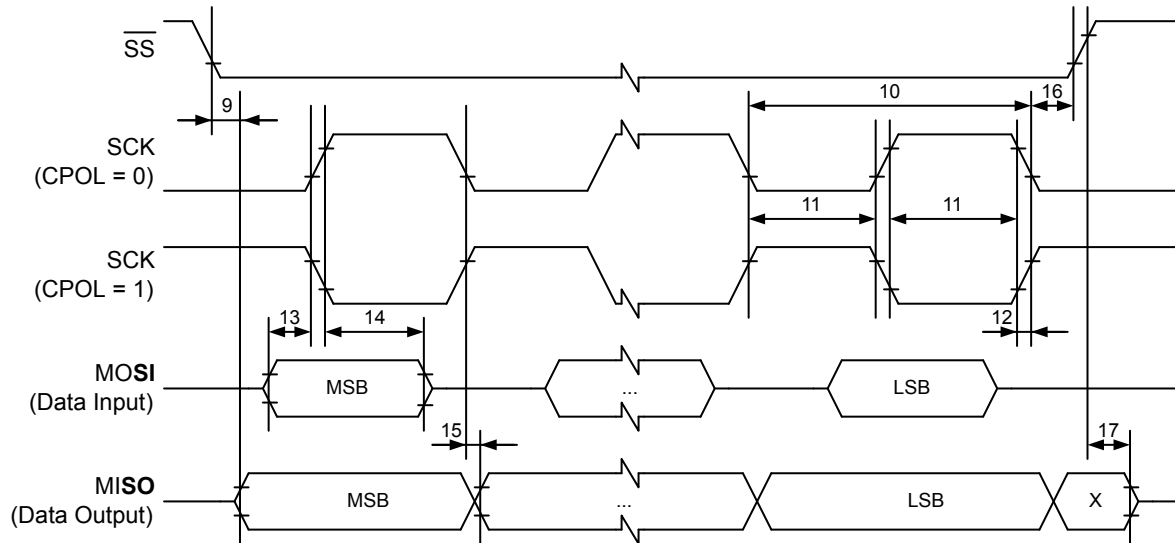 S̅S̅
9
10
16
SCK
(CPOL = 0)
11
11
SCK
(CPOL = 1)
13
14
12
MOSI
(Data Input)
MSB
...
LSB
15
17
MISO
(Data Output)
MSB
...
LSB
X